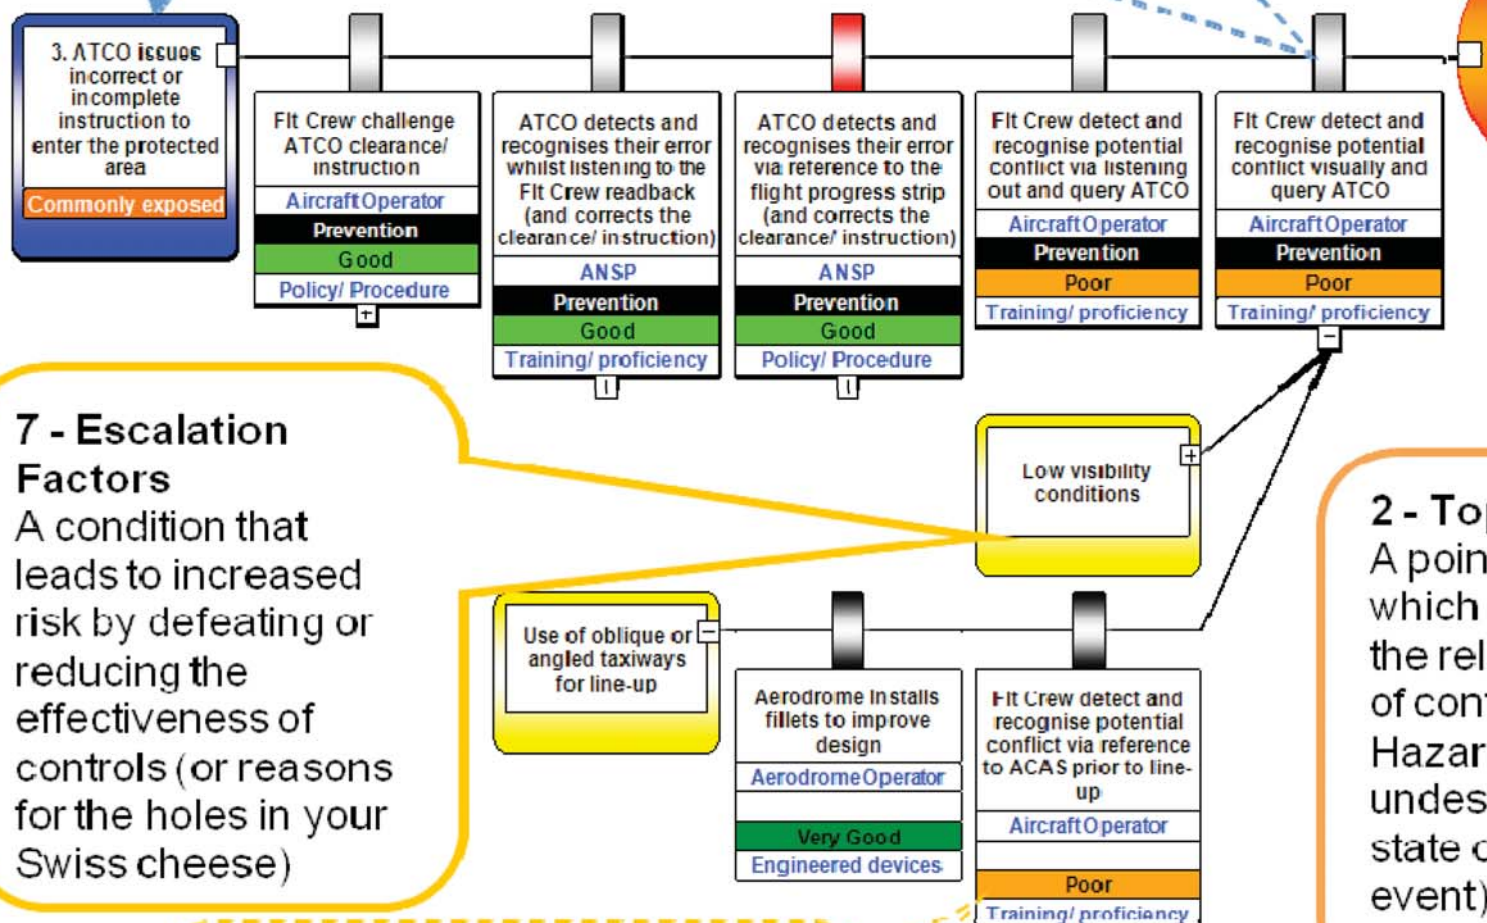 3. ATCO issues
incorrect or
incomplete
instruction to
enter the protected
area
Commonly exposed
Flt Crew challenge
ATCO clearance/
instruction
Aircraft Operator
Prevention
Good
Policy/ Procedure
+
ATCO detects and
recognises their error
whilst listening to the
Flt Crew readback
(and corrects the
clearance/ instruction)
ANSP
Prevention
Good
Training/ proficiency
ATCO detects and
recognises their error
via reference to the
flight progress strip
(and corrects the
clearance/ instruction)
ANSP
Prevention
Good
Policy/ Procedure
Flt Crew detect and
recognise potential
conflict via listening
out and query ATCO
Aircraft Operator
Prevention
Poor
Training/ proficiency
Flt Crew detect and
recognise potential
conflict visually and
query ATCO
Aircraft Operator
Prevention
Poor
Training/ proficiency
−
7 - Escalation
Factors
A condition that
leads to increased
risk by defeating or
reducing the
effectiveness of
controls (or reasons
for the holes in your
Swiss cheese)
Low visibility
conditions
+
Use of oblique or
angled taxiways
for line-up
−
Aerodrome Installs
fillets to improve
design
Aerodrome Operator
Very Good
Engineered devices
Flt Crew detect and
recognise potential
conflict via reference
to ACAS prior to line-
up
Aircraft Operator
Poor
Training/ proficiency
2 - To
A poin
which
the rel
of con
Hazar
undes
state
event)